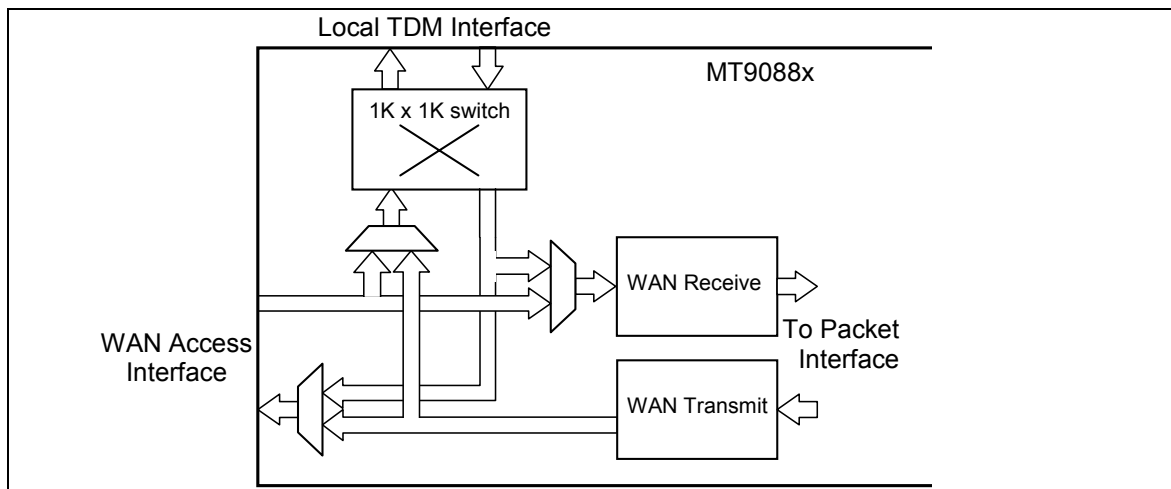 Local TDM Interface
MT9088x
1K x 1K switch
WAN Receive
WAN Access
Interface
To Packet
Interface
WAN Transmit